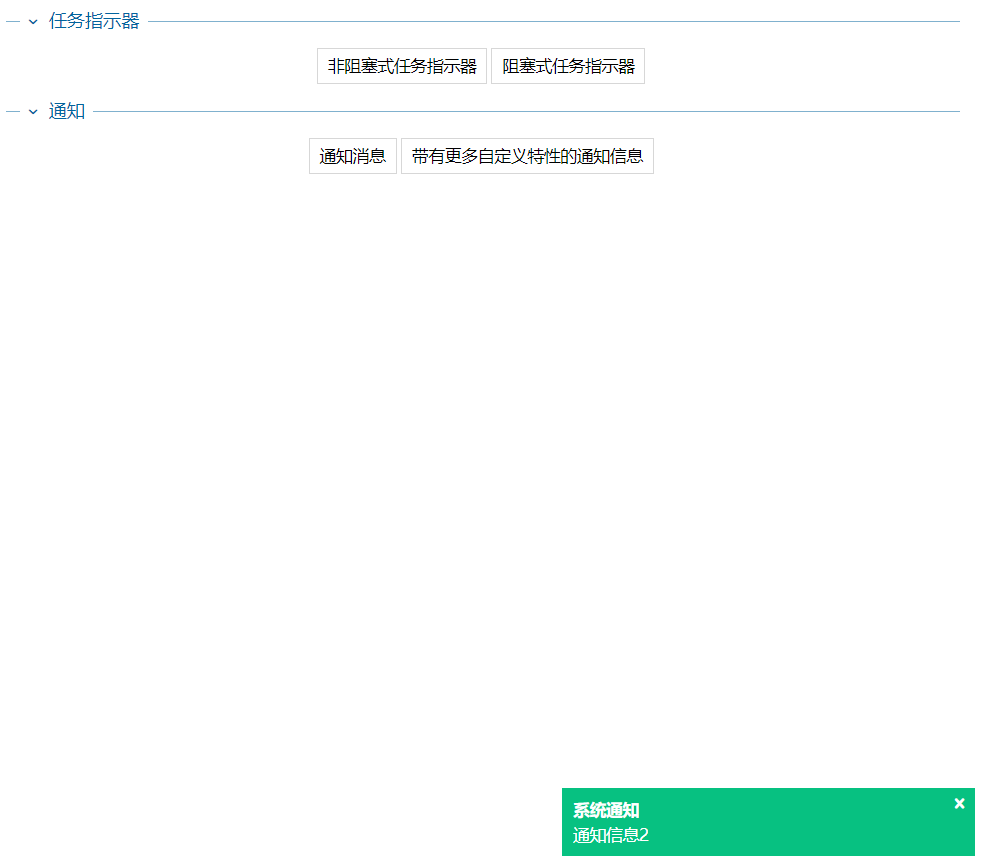 任务指示器
非阻塞式任务指示器 阻塞式任务指示器
通知
通知消息 带有更多自定义特性的通知信息
系统通知
通知信息2